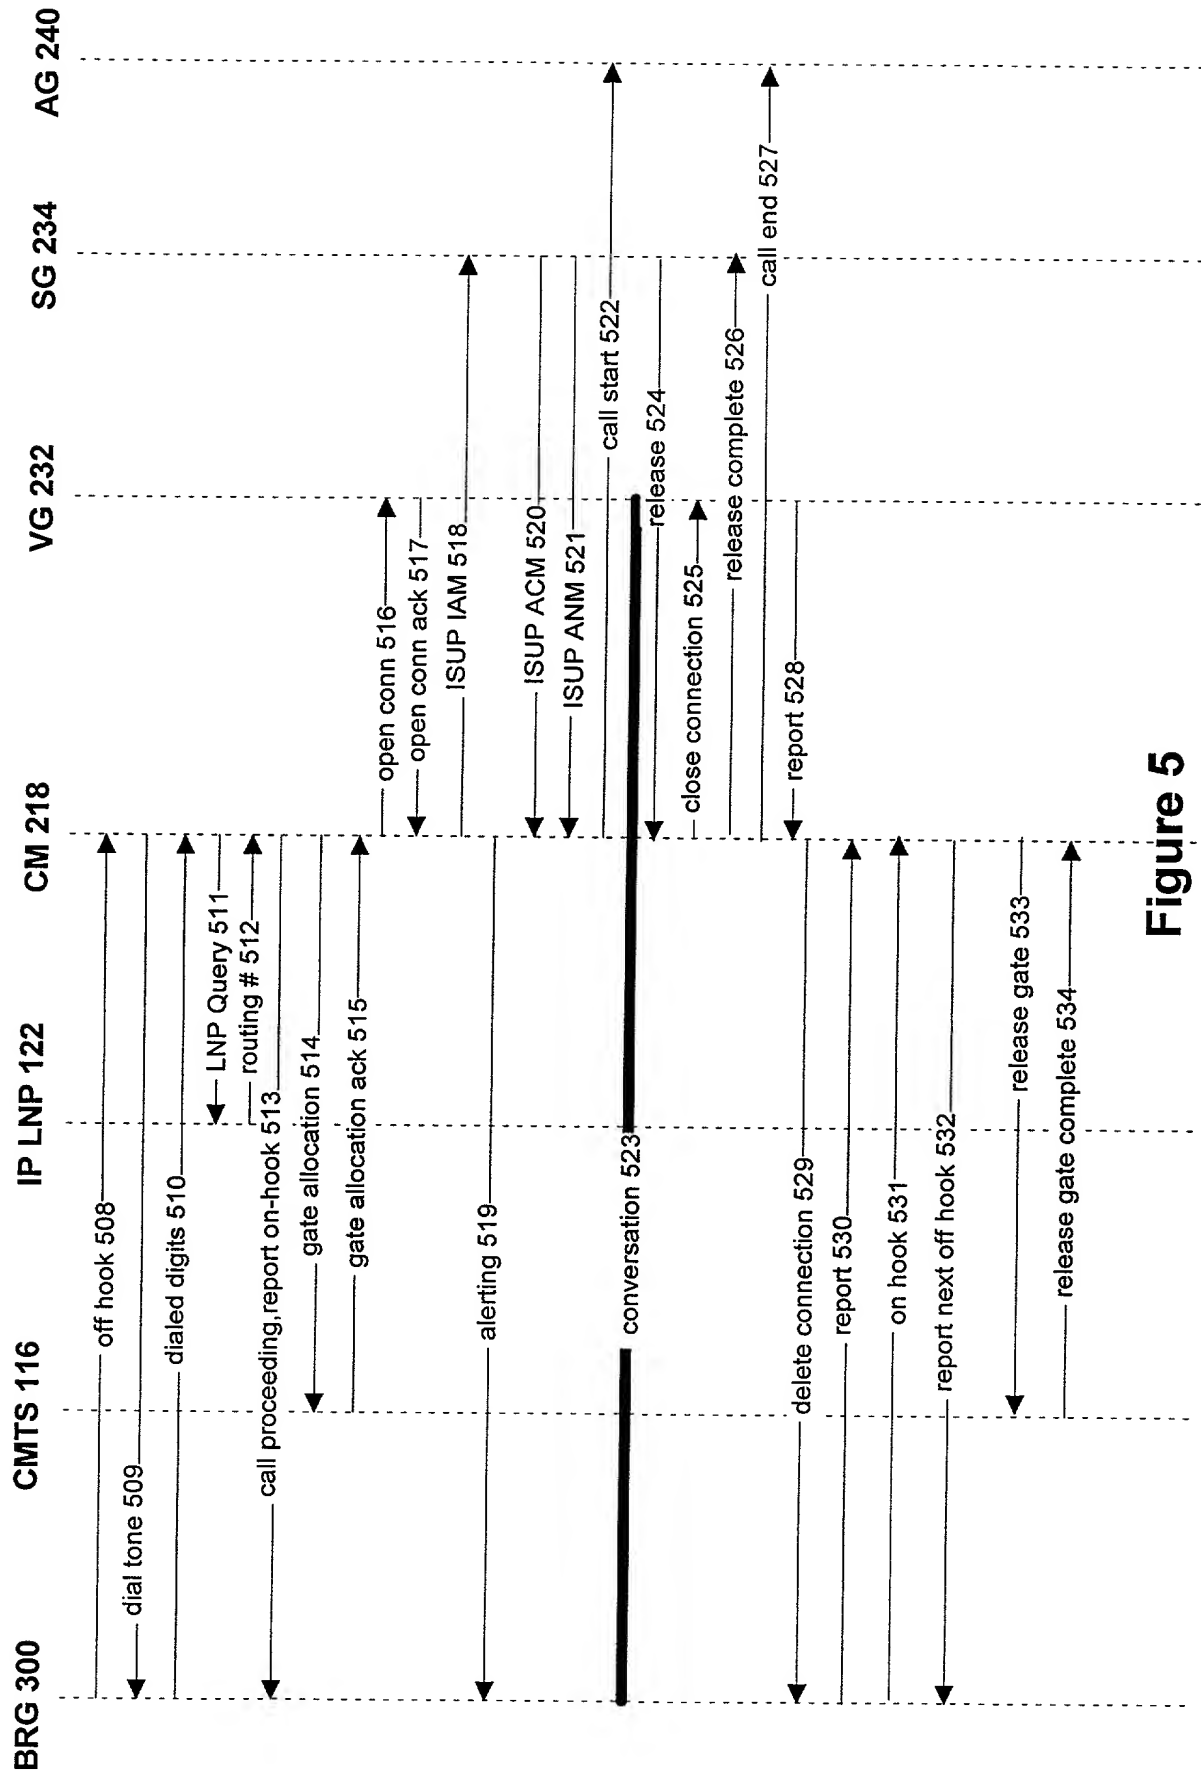 BRG 300
CMTS 116
IP LNP 122
CM 218
VG 232
SG 234
AG 240
off hook 508
dial tone 509
dialed digits 510
LNP Query 511
routing # 512
call proceeding,report on-hook 513
gate allocation 514
gate allocation ack 515
open conn 516
open conn ack 517
ISUP IAM 518
alerting 519
ISUP ACM 520
ISUP ANM 521
call start 522
conversation 523
release 524
close connection 525
release complete 526
call end 527
report 528
delete connection 529
report 530
on hook 531
report next off hook 532
release gate 533
release gate complete 534
Figure 5